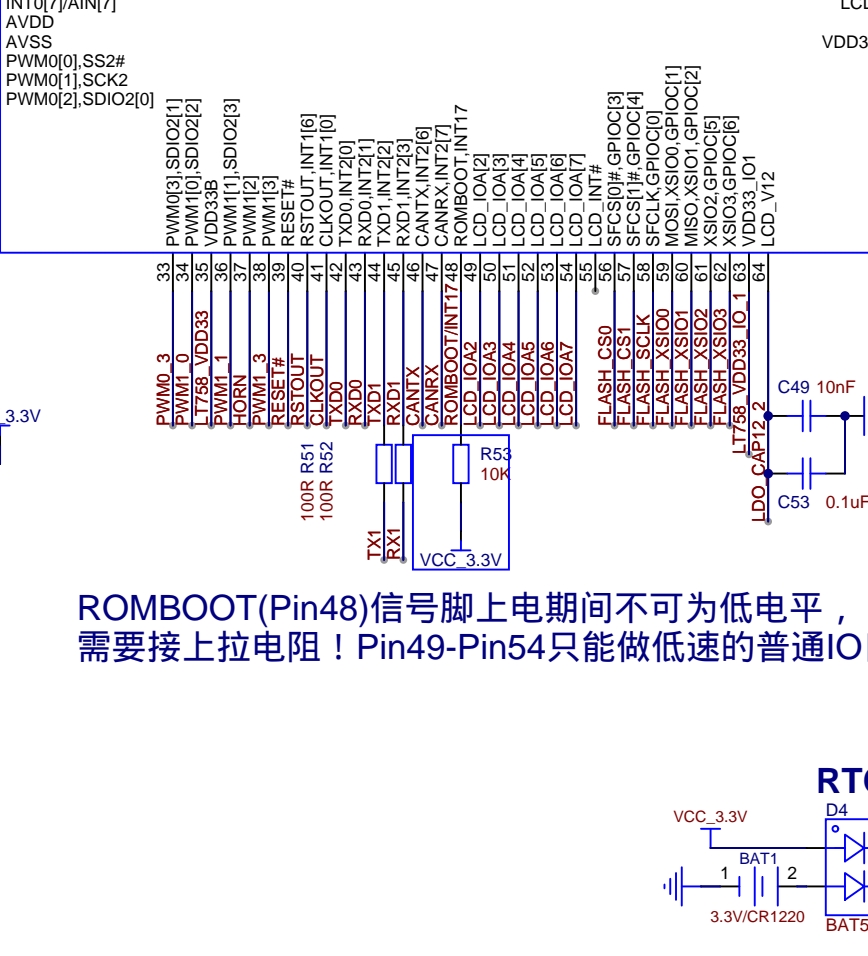 INT0[7]/AIN[7]
AVDD
AVSS
PWM0[0],SS2#
PWM0[1],SCK2
PWM0[2],SDIO2[0]
LCD
VDD3
PWM0[3],SDIO2[1]
PWM1[0],SDIO2[2]
VDD33B
PWM1[1],SDIO2[3]
PWM1[2]
PWM1[3]
RESET#
RSTOUT,INT1[6]
CLKOUT,INT1[0]
TXD0,INT2[0]
RXD0,INT2[1]
TXD1,INT2[2]
RXD1,INT2[3]
CANTX,INT2[6]
CANRX,INT2[7]
ROMBOOT,INT17
LCD_IOA[2]
LCD_IOA[3]
LCD_IOA[4]
LCD_IOA[5]
LCD_IOA[6]
LCD_IOA[7]
LCD_INT#
SFCS[0]#,GPIOC[3]
SFCS[1]#,GPIOC[4]
SFCLK,GPIOC[0]
MOSI,XSIO0,GPIOC[1]
MISO,XSIO1,GPIOC[2]
XSIO2,GPIOC[5]
XSIO3,GPIOC[6]
VDD33_IO1
LCD_V12
33 34 35 36 37 38 39 40 41 42 43 44 45 46 47 48 49 50 51 52 53 54 55 56 57 58 59 60 61 62 63 64
PWM0_3
PWM1_0
LT758_VDD33
PWM1_1
HORN
PWM1_3
RESET#
RSTOUT
CLKOUT
TXD0
RXD0
TXD1
RXD1
CANTX
CANRX
ROMBOOT/INT17
LCD_IOA2
LCD_IOA3
LCD_IOA4
LCD_IOA5
LCD_IOA6
LCD_IOA7
FLASH_CS0
FLASH_CS1
FLASH_SCLK
FLASH_XSIO0
FLASH_XSIO1
FLASH_XSIO2
FLASH_XSIO3
LT758_VDD33_IO_1
LDO_CAP12_2
3.3V
C49 10nF
C53 0.1uF
100R R51
100R R52
TX1
RX1
R53
10K
VCC_3.3V
ROMBOOT(Pin48)信号脚上电期间不可为低电平，
需要接上拉电阻！Pin49-Pin54只能做低速的普通IO
RTC
VCC_3.3V
D4
BAT1
1 2
3.3V/CR1220
BAT5